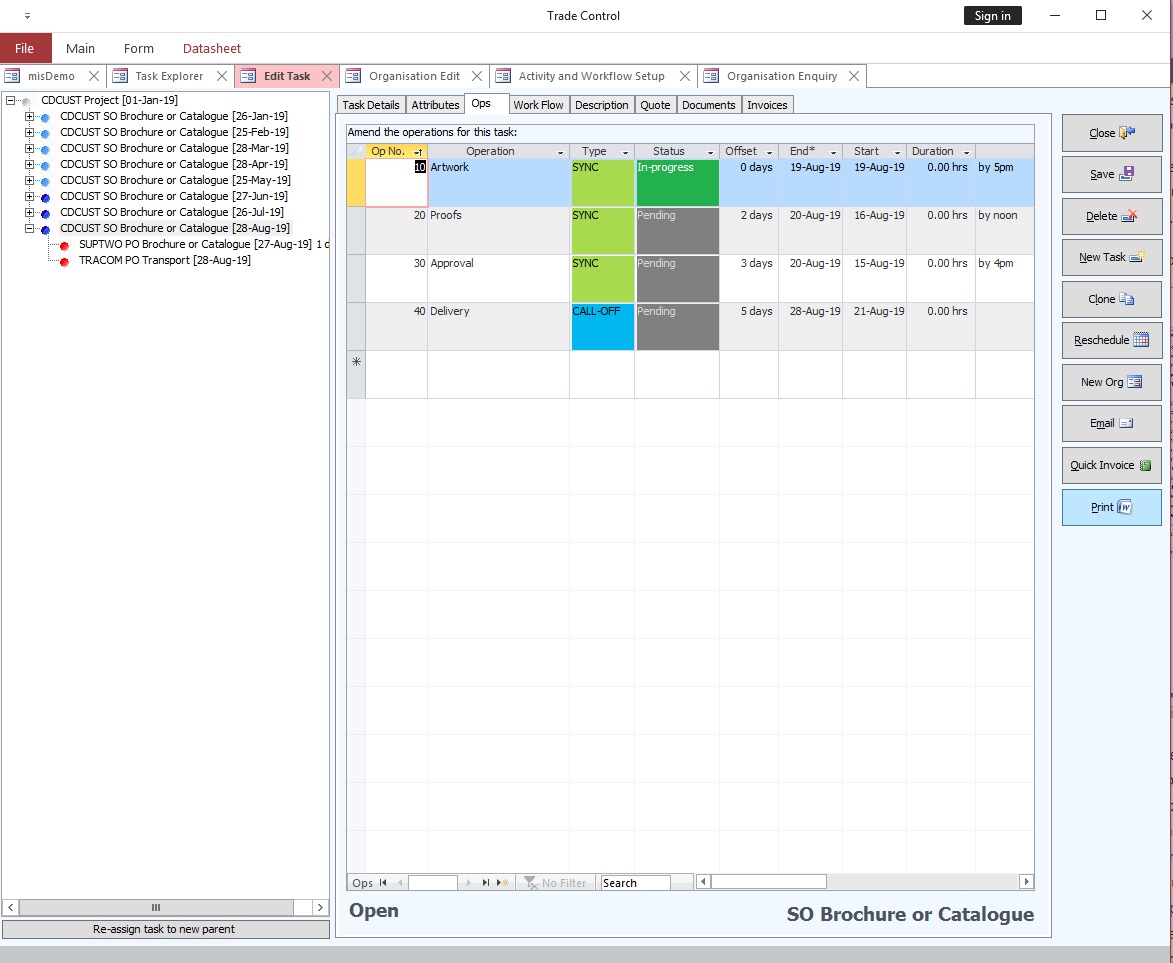 Trade Control
Sign in
File Main Form Datasheet
misDemo Task Explorer Edit Task Organisation Edit Activity and Workflow Setup Organisation Enquiry
CDCUST Project [01-Jan-19]
CDCUST SO Brochure or Catalogue [26-Jan-19]
CDCUST SO Brochure or Catalogue [25-Feb-19]
CDCUST SO Brochure or Catalogue [28-Mar-19]
CDCUST SO Brochure or Catalogue [28-Apr-19]
CDCUST SO Brochure or Catalogue [25-May-19]
CDCUST SO Brochure or Catalogue [27-Jun-19]
CDCUST SO Brochure or Catalogue [26-Jul-19]
CDCUST SO Brochure or Catalogue [28-Aug-19]
SUPTWO PO Brochure or Catalogue [27-Aug-19] 1 d
TRACOM PO Transport [28-Aug-19]
Re-assign task to new parent
Task Details Attributes Ops Work Flow Description Quote Documents Invoices
Amend the operations for this task:
Op No. Operation Type Status Offset End* Start Duration
10 Artwork SYNC In-progress 0 days 19-Aug-19 19-Aug-19 0.00 hrs by 5pm
20 Proofs SYNC Pending 2 days 20-Aug-19 16-Aug-19 0.00 hrs by noon
30 Approval SYNC Pending 3 days 20-Aug-19 15-Aug-19 0.00 hrs by 4pm
40 Delivery CALL-OFF Pending 5 days 28-Aug-19 21-Aug-19 0.00 hrs
Ops No Filter Search
Open SO Brochure or Catalogue
Close
Save
Delete
New Task
Clone
Reschedule
New Org
Email
Quick Invoice
Print